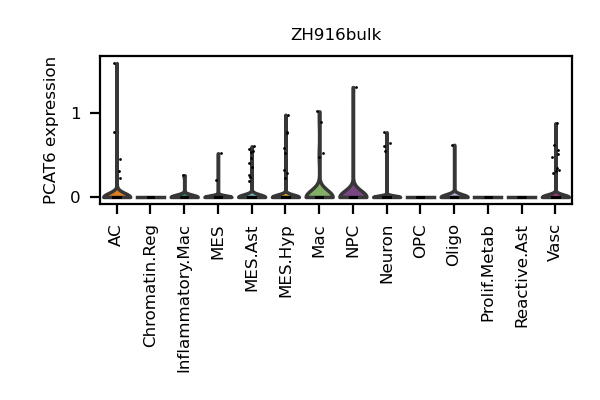 ZH916bulk
PCAT6 expression
1
0
AC
Chromatin.Reg
Inflammatory.Mac
MES
MES.Ast
MES.Hyp
Mac
NPC
Neuron
OPC
Oligo
Prolif.Metab
Reactive.Ast
Vasc